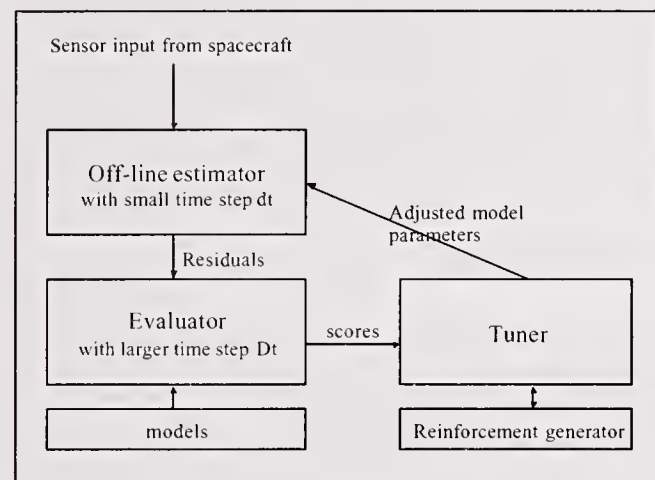 Sensor input from spacecraft
Off-line estimator
with small time step dt
Adjusted model
parameters
Residuals
Evaluator
with larger time step Dt
scores
Tuner
models
Reinforcement generator